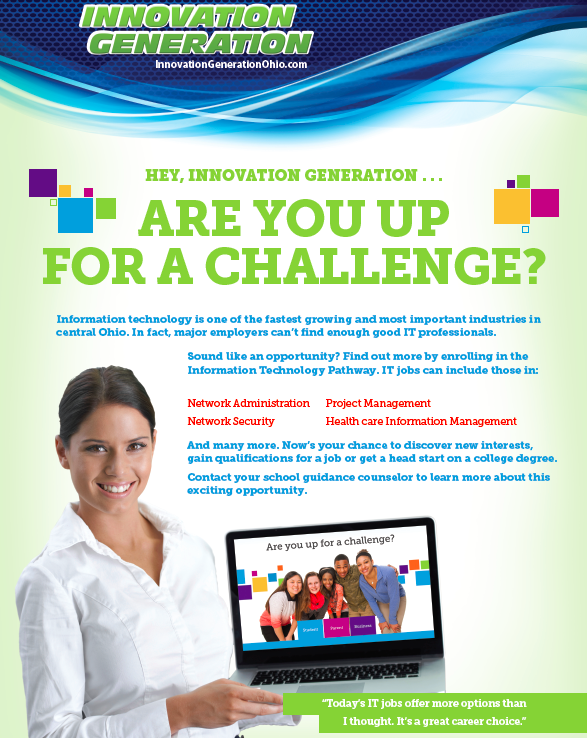 INNOVATION
GENERATION
InnovationGenerationOhio.com
HEY, INNOVATION GENERATION . . .
ARE YOU UP
FOR A CHALLENGE?
Information technology is one of the fastest growing and most important industries in
central Ohio. In fact, major employers can't find enough good IT professionals.
Sound like an opportunity? Find out more by enrolling in the
Information Technology Pathway. IT jobs can include those in:
Network Administration Project Management
Network Security Health care Information Management
And many more. Now's your chance to discover new interests,
gain qualifications for a job or get a head start on a college degree.
Contact your school guidance counselor to learn more about this
exciting opportunity.
Are you up for a challenge?
Student Parent Business
"Today's IT jobs offer more options than
I thought. It's a great career choice."